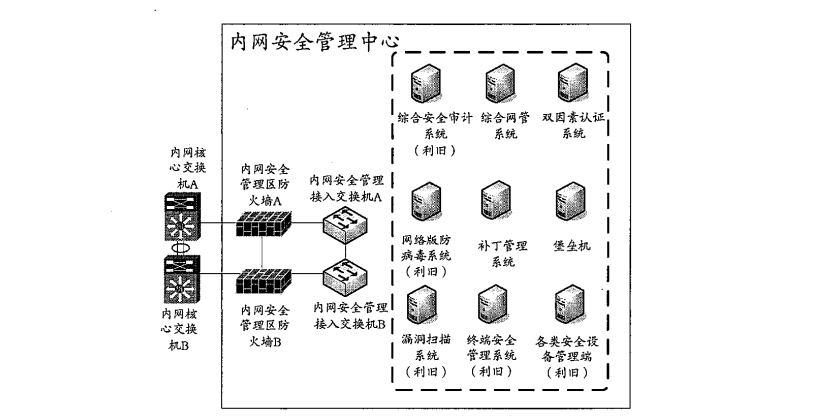 内网安全管理中心
综合安全审计
系统
（利旧）
综合网管
系统
双因素认证
系统
内网核
心交换
机A
内网安全
管理区防
火墙A
内网安全管理
接入交换机A
网络版防
病毒系统
（利旧）
补丁管理
系统
堡垒机
内网核
心交换
机B
内网安全
管理区防
火墙B
内网安全管理
接入交换机B
漏洞扫描
系统
（利旧）
终端安全
管理系统
（利旧）
各类安全设
备管理端
（利旧）